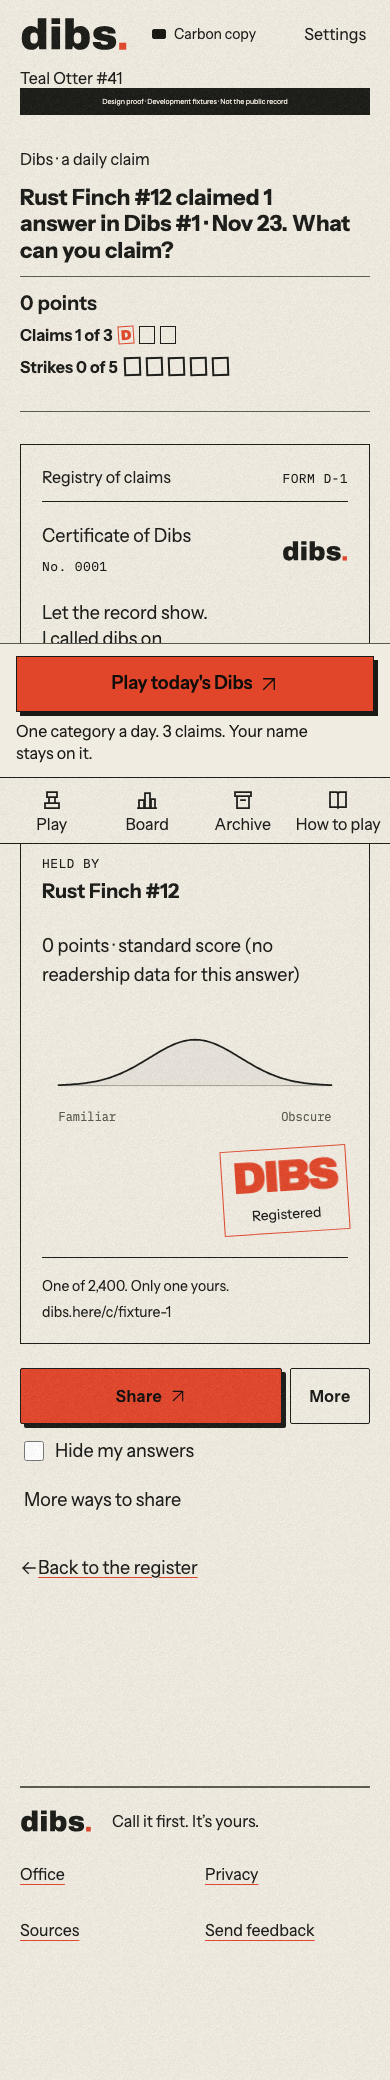 dibs.
Carbon copy
Settings
Teal Otter #41
Design proof · Development fixtures · Not the public record
Dibs · a daily claim
Rust Finch #12 claimed 1
answer in Dibs #1 · Nov 23. What
can you claim?
0 points
Claims 1 of 3 D
Strikes 0 of 5
Registry of claims
FORM D-1
Certificate of Dibs
dibs.
No. 0001
Let the record show.
I called dibs on
Play today's Dibs
One category a day. 3 claims. Your name
stays on it.
Play
Board
Archive
How to play
HELD BY
Rust Finch #12
0 points · standard score (no
readership data for this answer)
Familiar
Obscure
DIBS
Registered
One of 2,400. Only one yours.
dibs.here/c/fixture-1
Share
More
Hide my answers
More ways to share
←Back to the register
dibs.
Call it first. It’s yours.
Office
Privacy
Sources
Send feedback